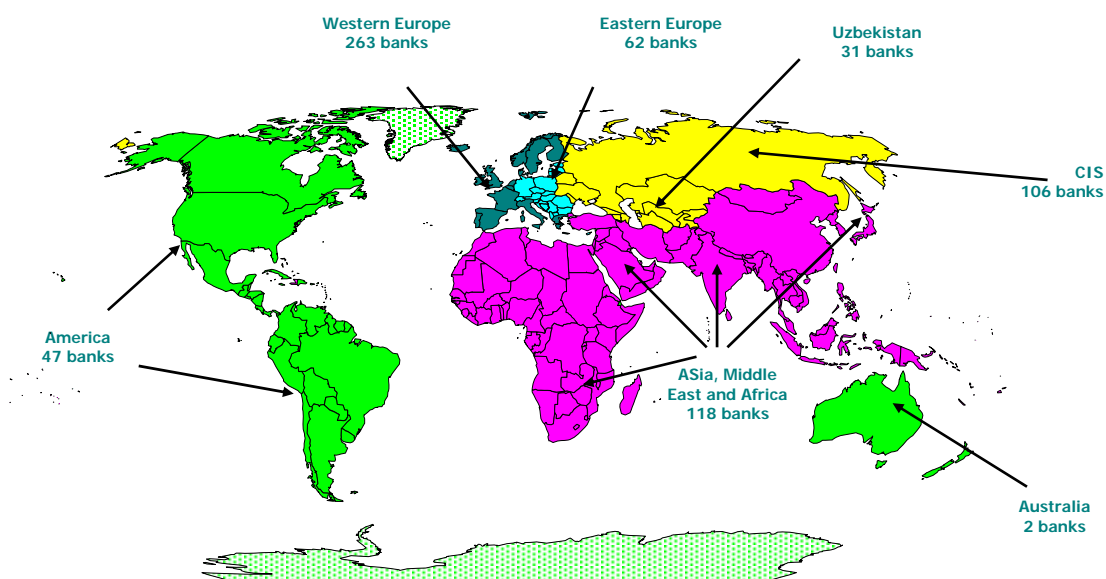 Western Europe
263 banks
Eastern Europe
62 banks
Uzbekistan
31 banks
CIS
106 banks
America
47 banks
ASia, Middle
East and Africa
118 banks
Australia
2 banks